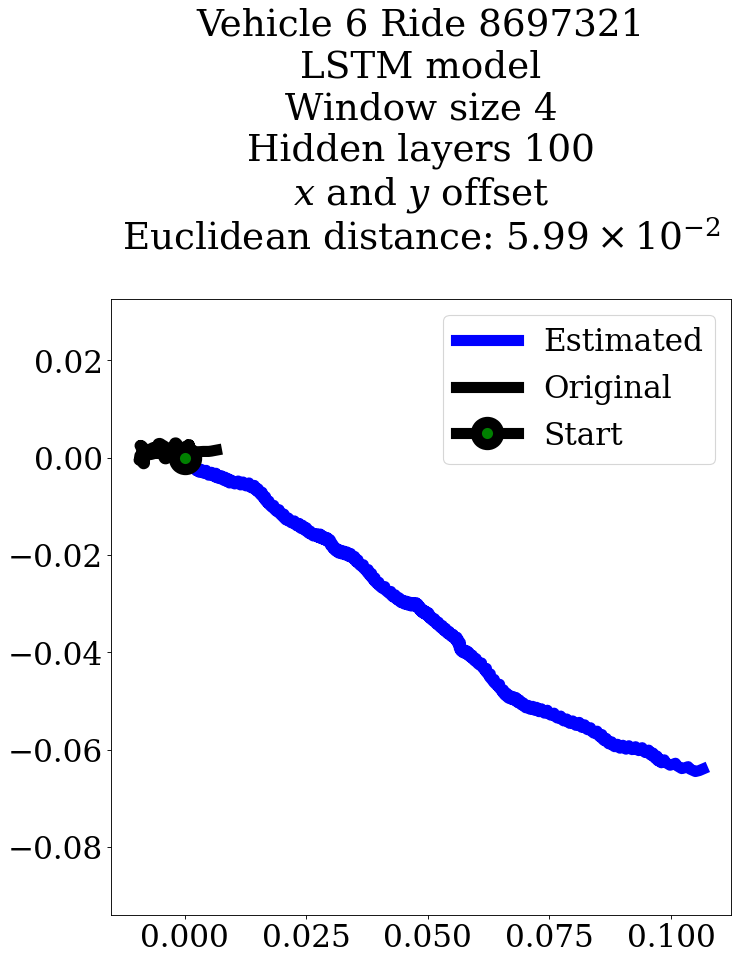 Vehicle 6 Ride 8697321
LSTM model
Window size 4
Hidden layers 100
x and y offset
Euclidean distance: 5.99 × 10⁻²
Estimated
Original
Start
0.02
0.00
−0.02
−0.04
−0.06
−0.08
0.000 0.025 0.050 0.075 0.100